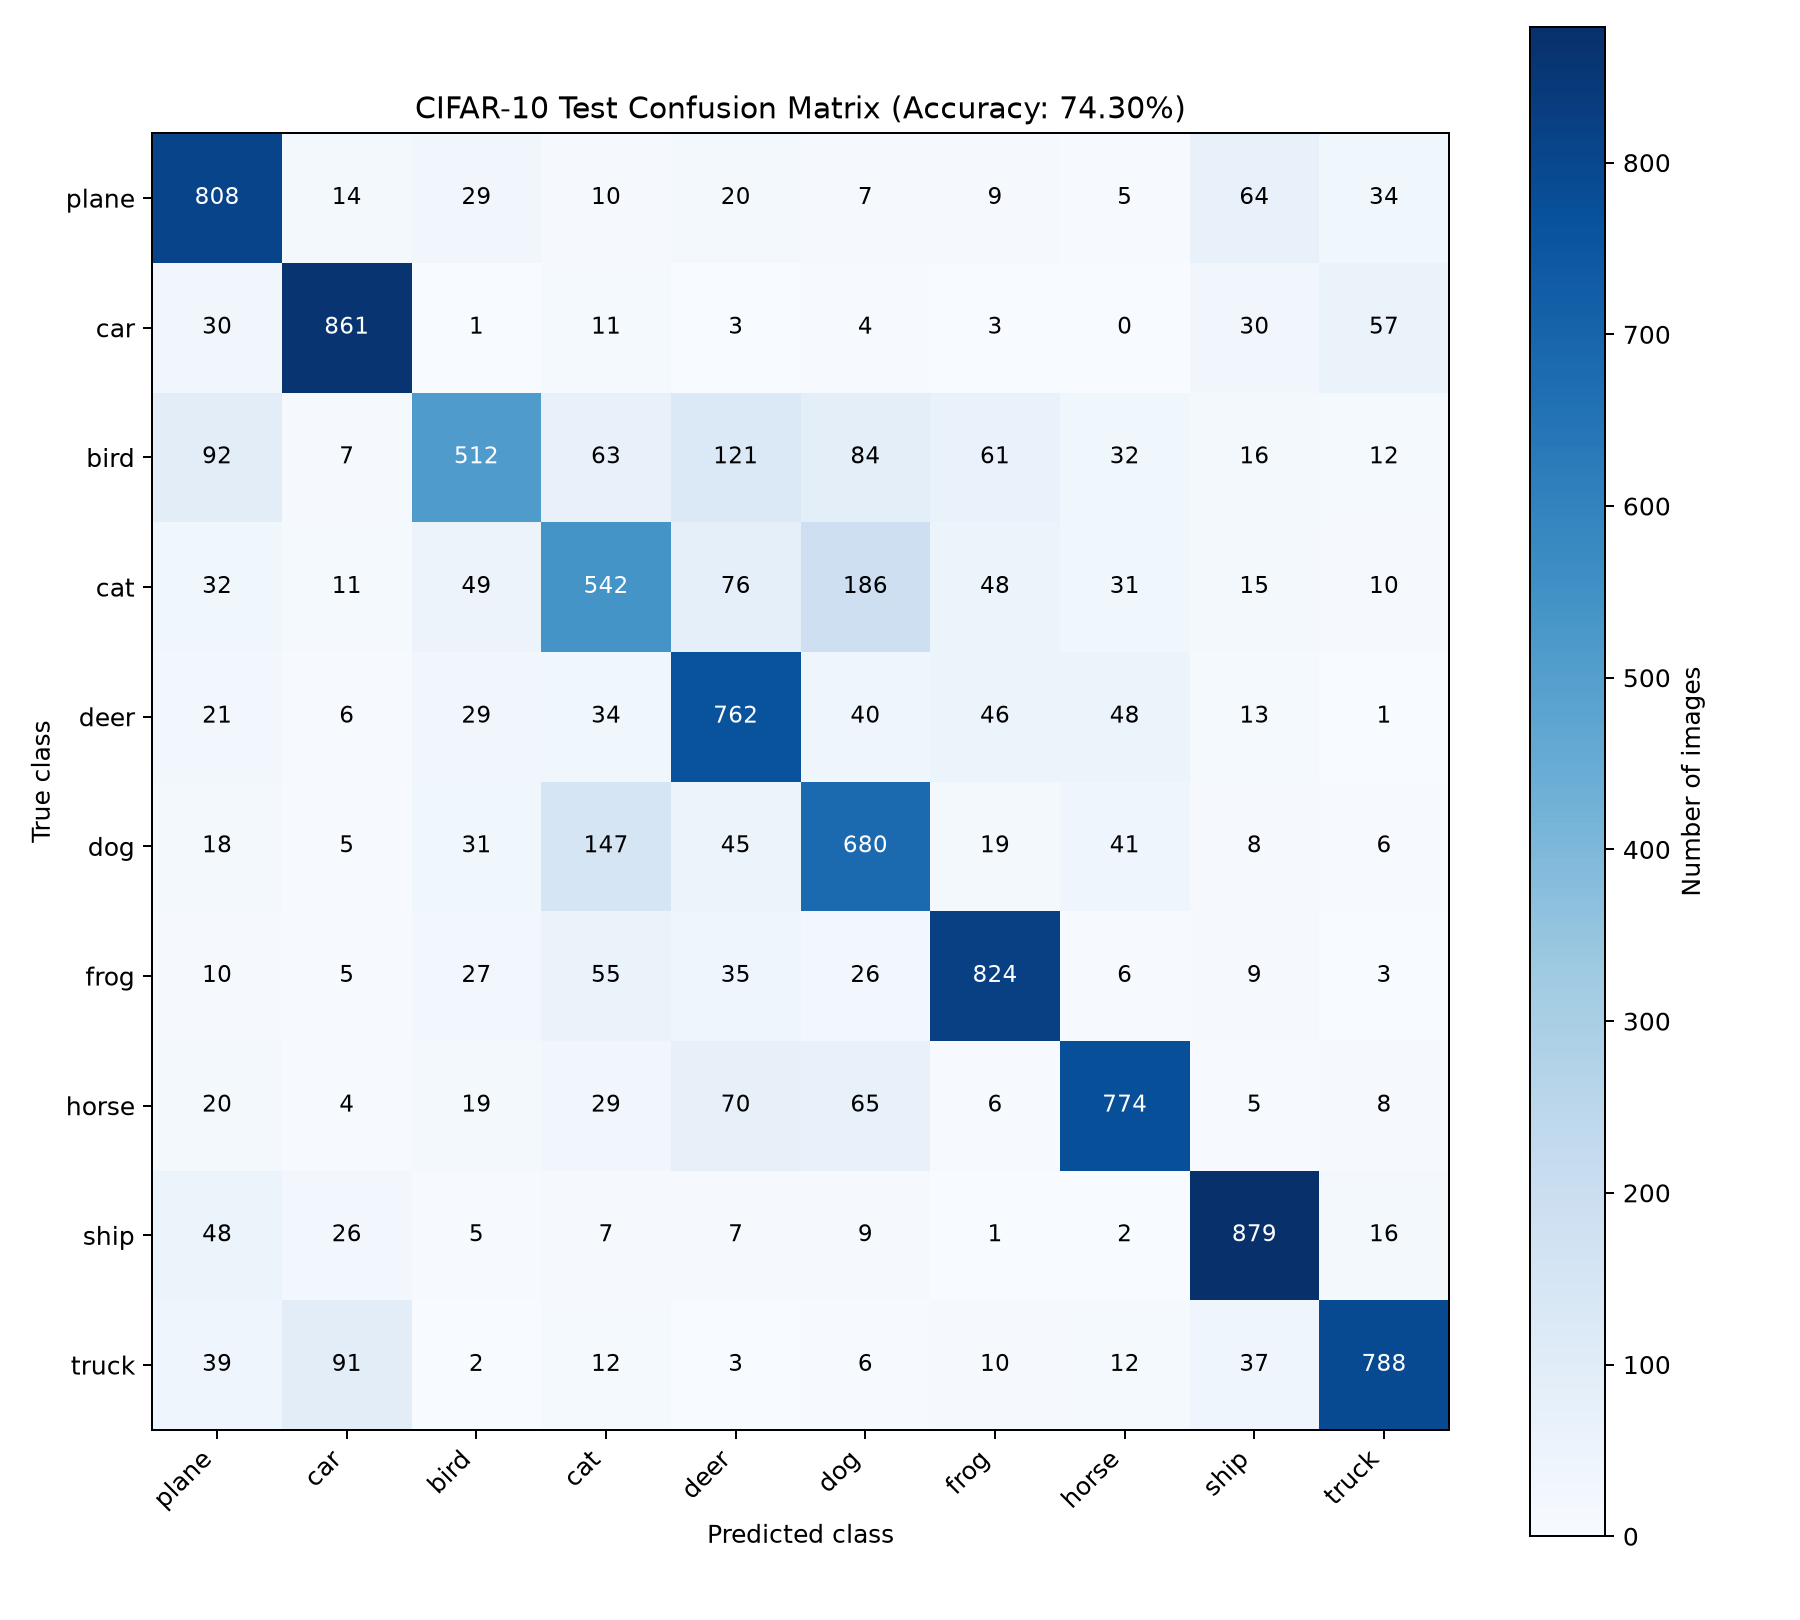 CIFAR-10 Test Confusion Matrix (Accuracy: 74.30%)
plane 808 14 29 10 20 7 9 5 64 34
car 30 861 1 11 3 4 3 0 30 57
bird 92 7 512 63 121 84 61 32 16 12
cat 32 11 49 542 76 186 48 31 15 10
deer 21 6 29 34 762 40 46 48 13 1
dog 18 5 31 147 45 680 19 41 8 6
frog 10 5 27 55 35 26 824 6 9 3
horse 20 4 19 29 70 65 6 774 5 8
ship 48 26 5 7 7 9 1 2 879 16
truck 39 91 2 12 3 6 10 12 37 788
plane car bird cat deer dog frog horse ship truck
Predicted class
True class
800
700
600
500
400
300
200
100
0
Number of images